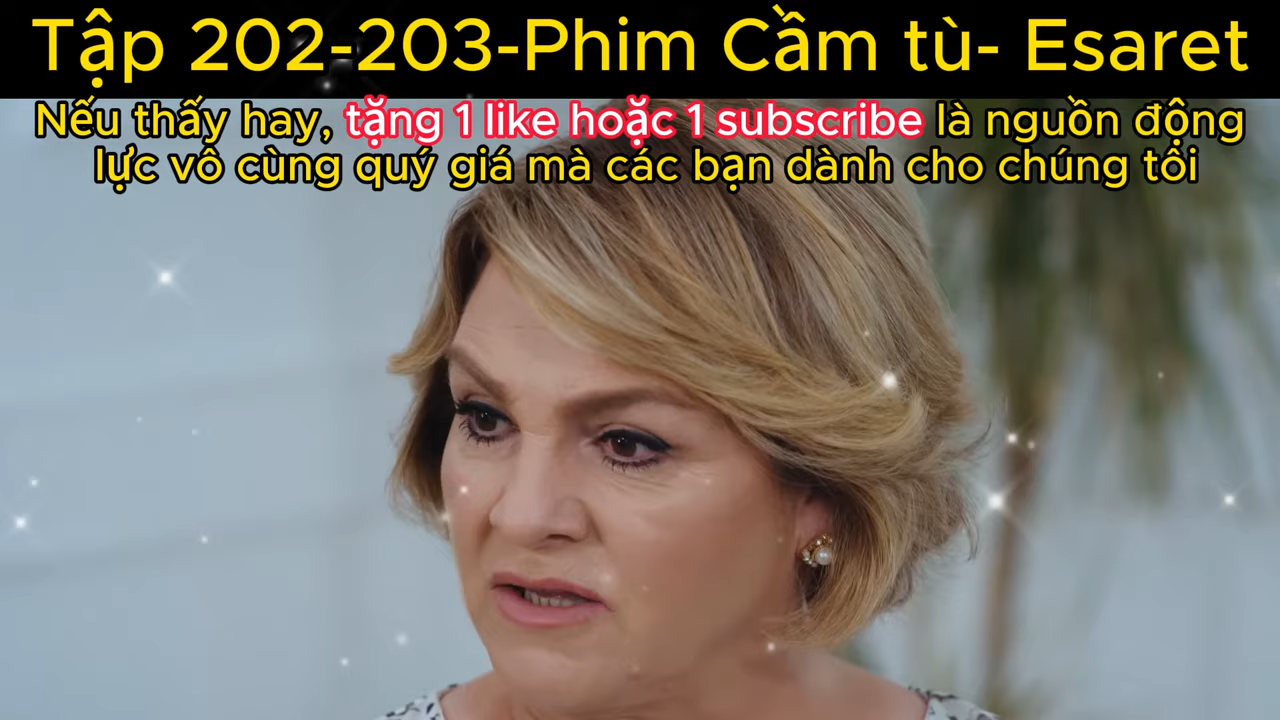 Tập 202-203-Phim Cầm tù- Esaret
Nếu thấy hay, tặng 1 like hoặc 1 subscribe là nguồn động
lực vô cùng quý giá mà các bạn dành cho chúng tôi